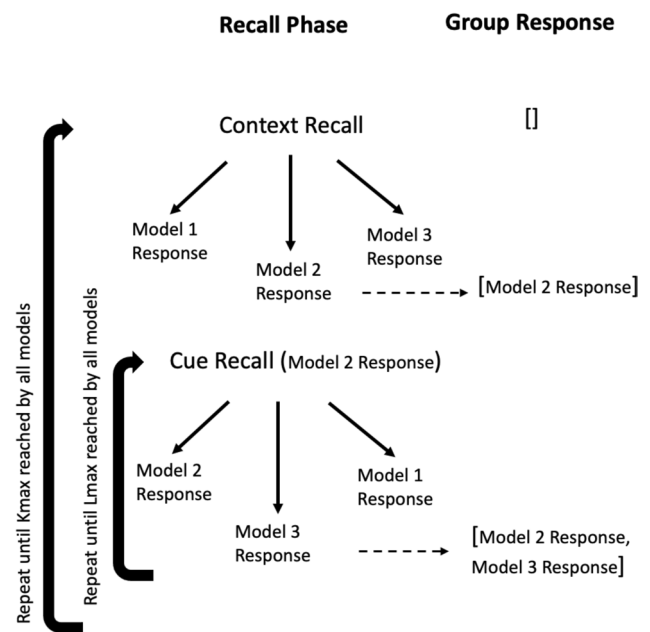 Recall Phase
Group Response
Context Recall
[]
Model 1
Response
Model 2
Response
Model 3
Response
[Model 2 Response]
Cue Recall (Model 2 Response)
Model 2
Response
Model 3
Response
Model 1
Response
[Model 2 Response,
Model 3 Response]
Repeat until Kmax reached by all models
Repeat until Lmax reached by all models